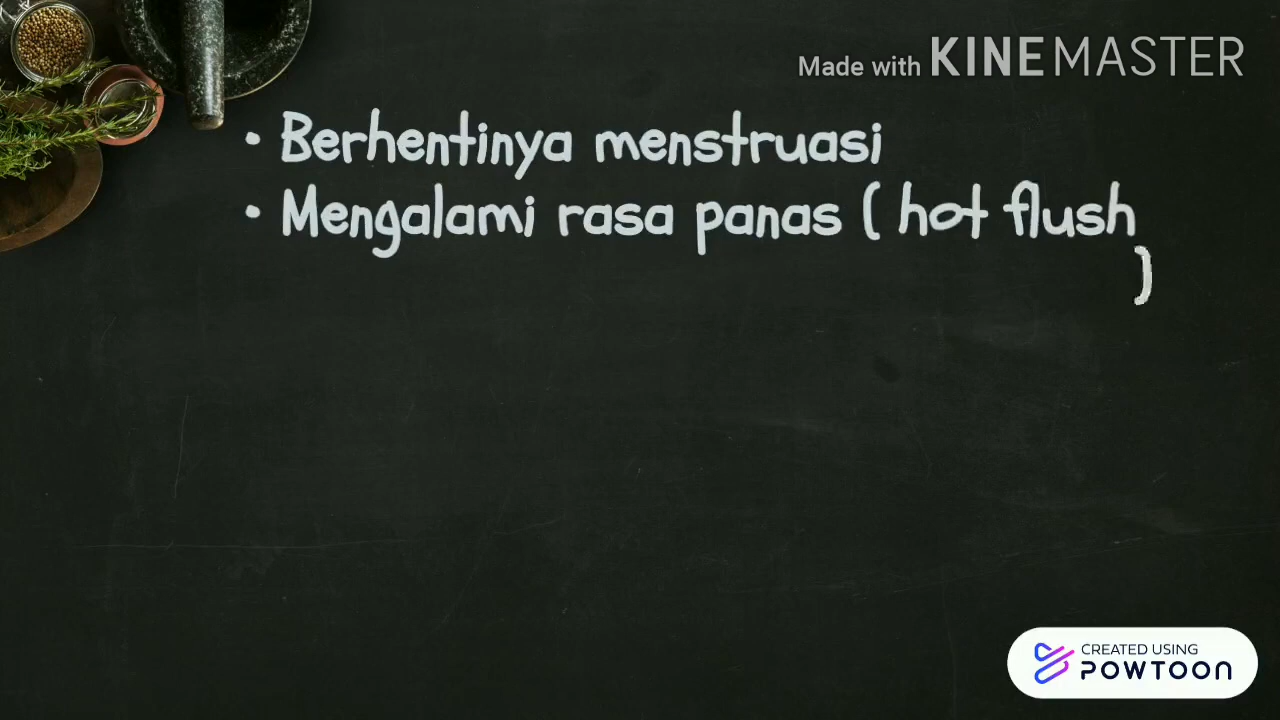 Made with KINEMASTER
• Berhentinya menstruasi
• Mengalami rasa panas ( hot flush
)
CREATED USING
POWTOON